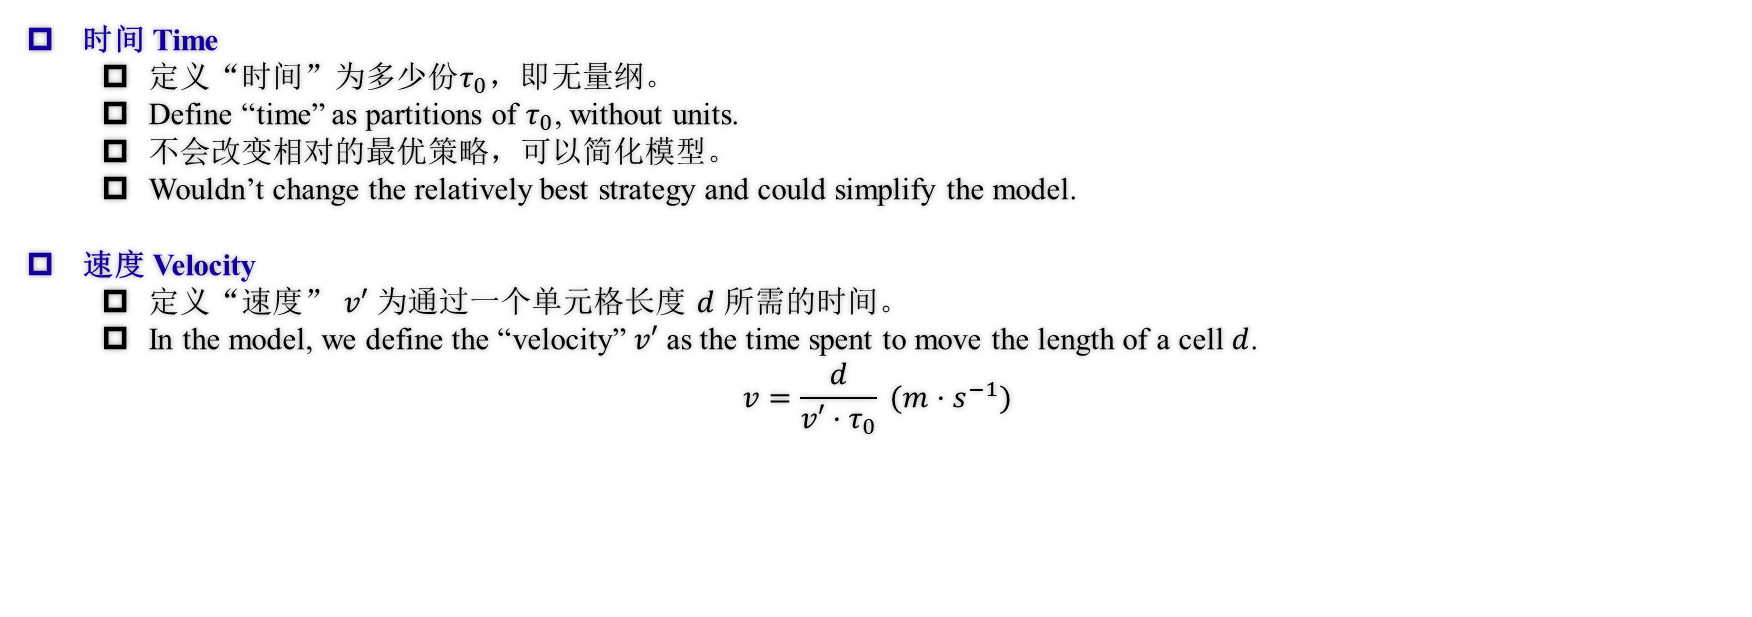 时间 Time
定义“时间”为多少份τ₀，即无量纲。
Define “time” as partitions of τ₀, without units.
不会改变相对的最优策略，可以简化模型。
Wouldn’t change the relatively best strategy and could simplify the model.
速度 Velocity
定义“速度” v′ 为通过一个单元格长度 d 所需的时间。
In the model, we define the “velocity” v′ as the time spent to move the length of a cell d.
v = d / (v′ · τ₀) (m · s⁻¹)